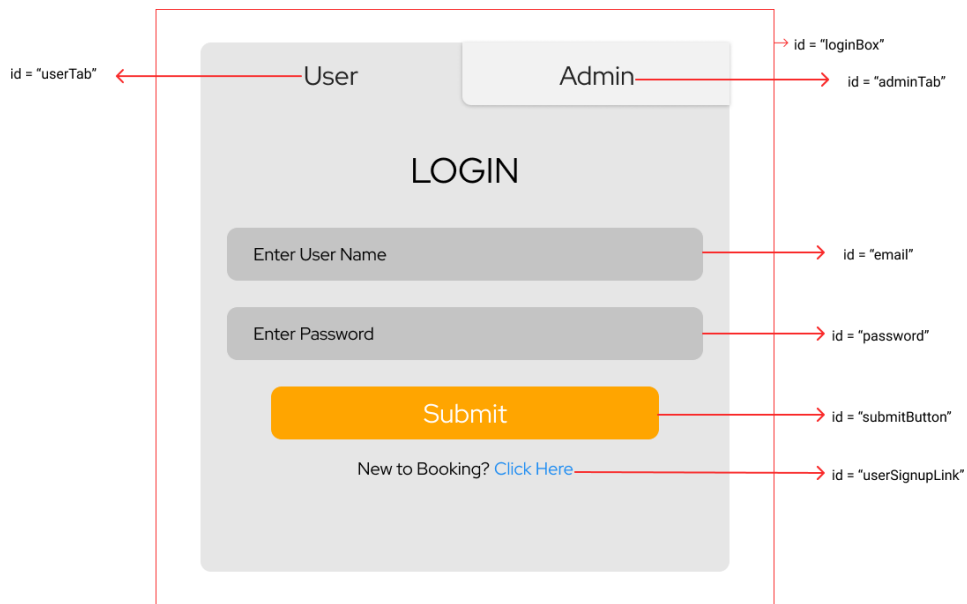 id = “loginBox”
id = “userTab”
User
Admin
id = “adminTab”
LOGIN
Enter User Name
id = “email”
Enter Password
id = “password”
Submit
id = “submitButton”
New to Booking? Click Here
id = “userSignupLink”